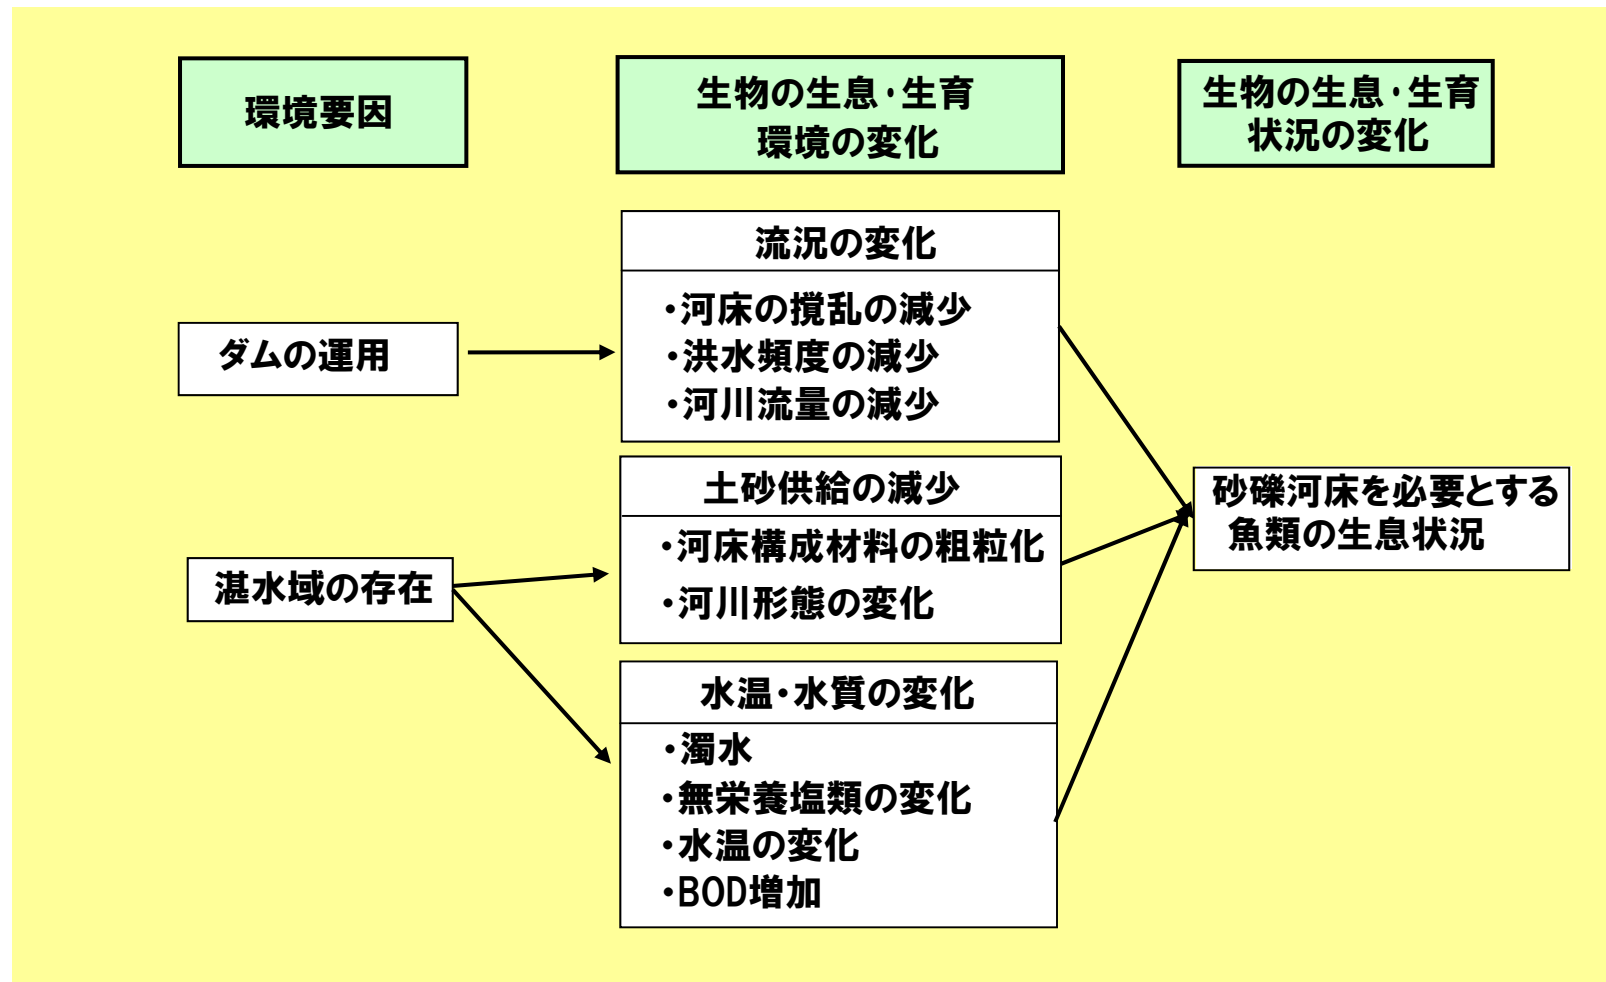 環境要因
生物の生息・生育
環境の変化
生物の生息・生育
状況の変化
流況の変化
・河床の撹乱の減少
・洪水頻度の減少
・河川流量の減少
ダムの運用
土砂供給の減少
・河床構成材料の粗粒化
・河川形態の変化
湛水域の存在
水温・水質の変化
・濁水
・無栄養塩類の変化
・水温の変化
・BOD増加
砂礫河床を必要とする
魚類の生息状況